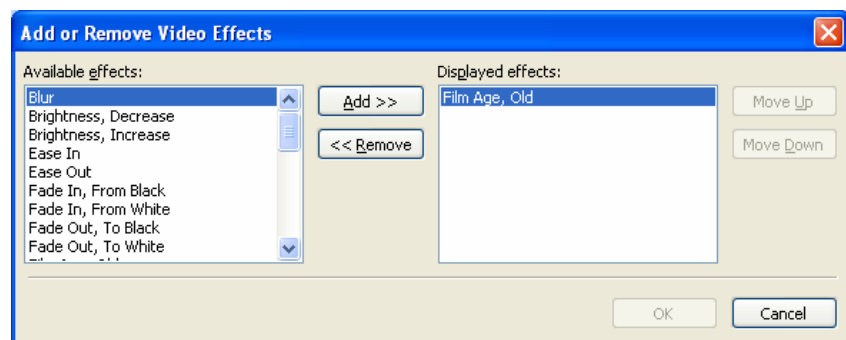 Add or Remove Video Effects
Available effects:
Displayed effects:
Blur
Brightness, Decrease
Brightness, Increase
Ease In
Ease Out
Fade In, From Black
Fade In, From White
Fade Out, To Black
Fade Out, To White
Add >>
<< Remove
Film Age, Old
Move Up
Move Down
OK
Cancel